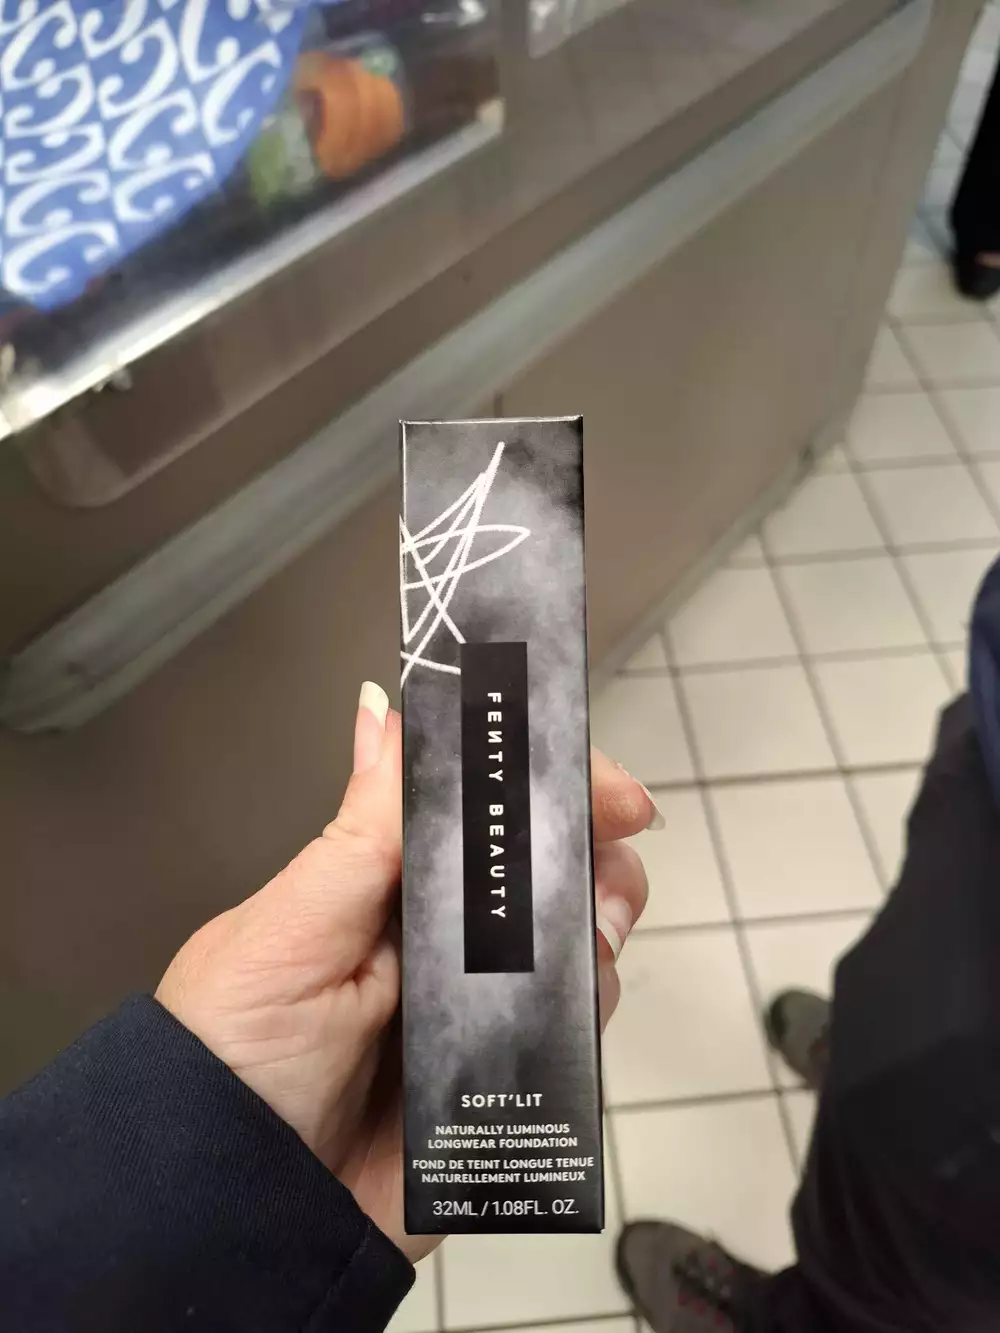 FENTY BEAUTY
SOFT'LIT
NATURALLY LUMINOUS
LONGWEAR FOUNDATION
FOND DE TEINT LONGUE TENUE
NATURELLEMENT LUMINEUX
32ML / 1.08FL. OZ.